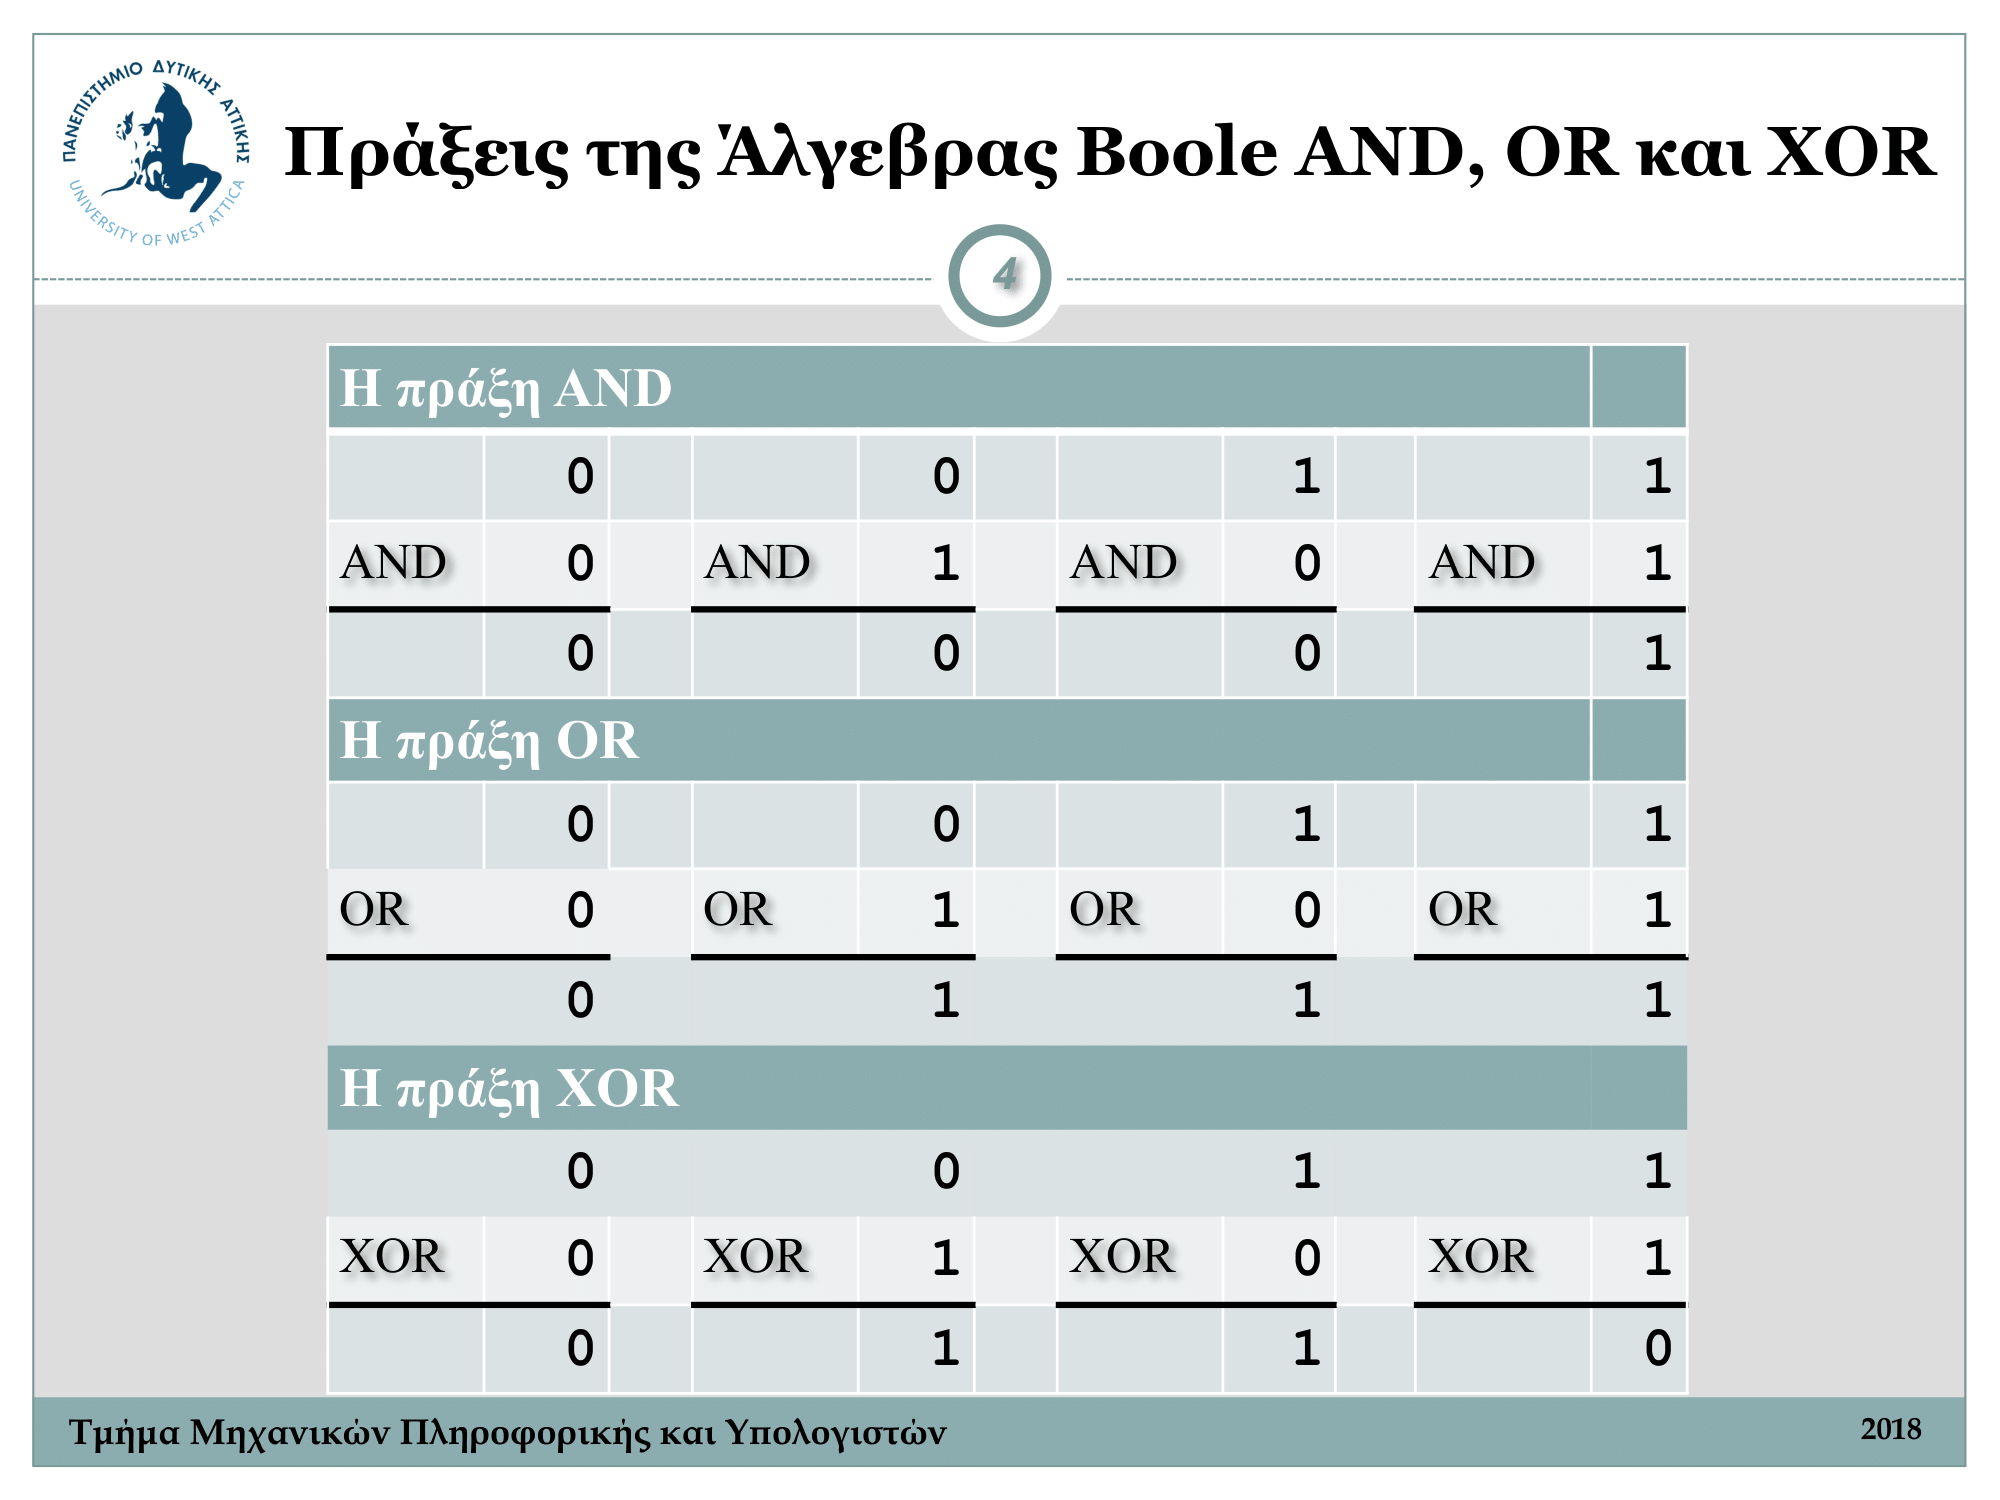 ΠΑΝΕΠΙΣΤΗΜΙΟ ΔΥΤΙΚΗΣ ΑΤΤΙΚΗΣ
UNIVERSITY OF WEST ATTICA
Πράξεις της Άλγεβρας Boole AND, OR και XOR
4
Η πράξη AND
0 0 1 1
AND 0 AND 1 AND 0 AND 1
0 0 0 1
Η πράξη OR
0 0 1 1
OR 0 OR 1 OR 0 OR 1
0 1 1 1
Η πράξη XOR
0 0 1 1
XOR 0 XOR 1 XOR 0 XOR 1
0 1 1 0
Τμήμα Μηχανικών Πληροφορικής και Υπολογιστών
2018